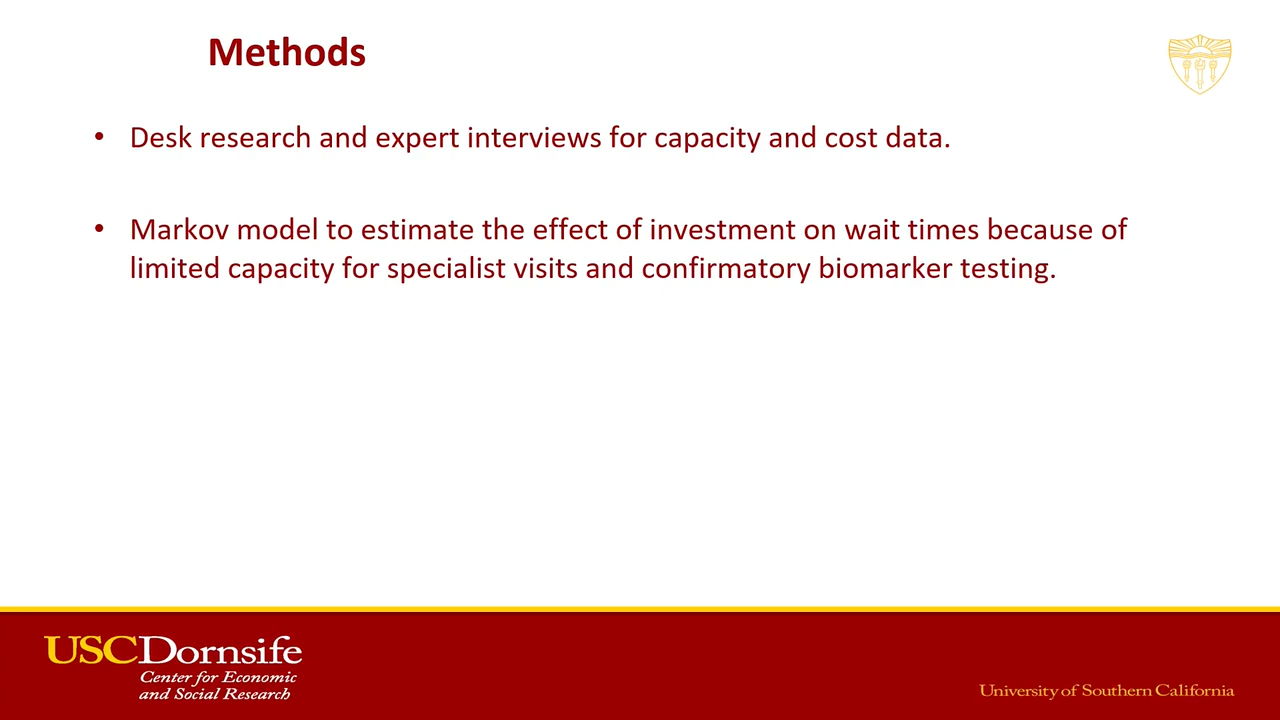 Methods
• Desk research and expert interviews for capacity and cost data.
• Markov model to estimate the effect of investment on wait times because of
limited capacity for specialist visits and confirmatory biomarker testing.
USCDornsife
Center for Economic
and Social Research
University of Southern California